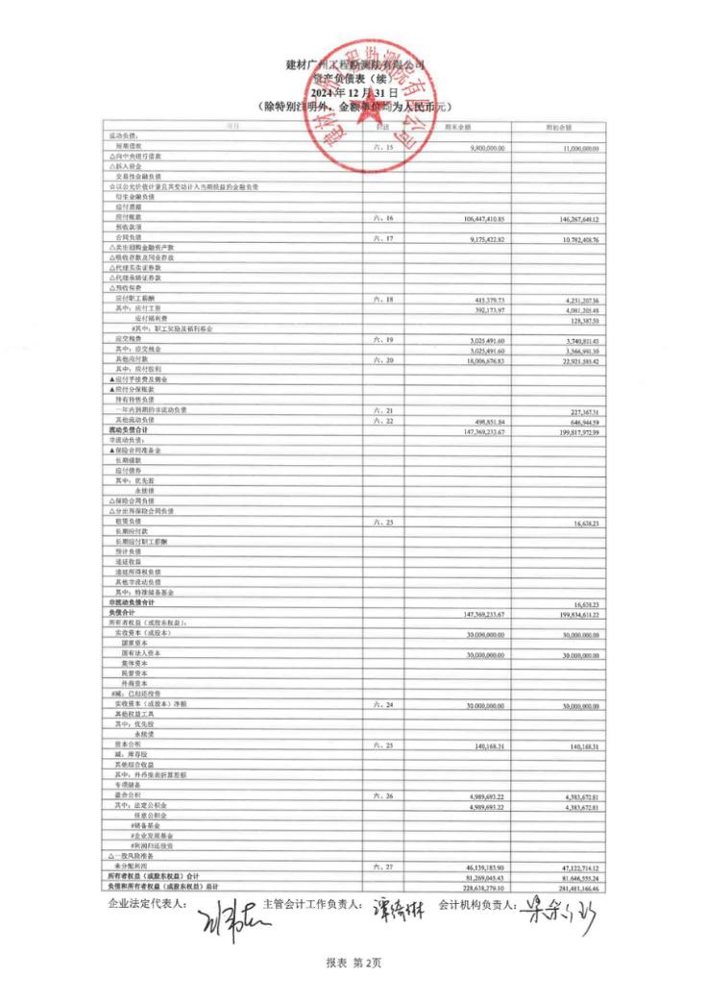 建材广州工程勘测院有限公司
资产负债表（续）
2024年12月31日
（除特别注明外，金额单位均为人民币元）
项目 附注 期末余额 期初余额
流动负债：
短期借款 六、15 9,800,000.00 11,000,000.00
△向中央银行借款
△拆入资金
交易性金融负债
☆以公允价值计量且其变动计入当期损益的金融负债
衍生金融负债
应付票据
应付账款 六、16 106,447,410.85 146,267,648.12
预收款项
合同负债 六、17 9,175,422.82 10,782,408.76
△卖出回购金融资产款
△吸收存款及同业存放
△代理买卖证券款
△代理承销证券款
△预收保费
应付职工薪酬 六、18 415,379.73 4,231,207.36
其中：应付工资 392,173.97 4,081,205.48
应付福利费 128,387.50
#其中：职工奖励及福利基金
应交税费 六、19 3,025,491.60 3,740,811.43
其中：应交税金 3,025,491.60 3,566,991.30
其他应付款 六、20 18,006,676.83 22,921,585.42
其中：应付股利
▲应付手续费及佣金
▲应付分保账款
持有待售负债
一年内到期的非流动负债 六、21 227,367.31
其他流动负债 六、22 498,851.84 646,944.59
流动负债合计 147,369,233.67 199,817,972.99
非流动负债：
▲保险合同准备金
长期借款
应付债券
其中：优先股
永续债
△保险合同负债
△分出再保险合同负债
租赁负债 六、23 16,638.23
长期应付款
长期应付职工薪酬
预计负债
递延收益
递延所得税负债
其他非流动负债
其中：特准储备基金
非流动负债合计 16,638.23
负债合计 147,369,233.67 199,834,611.22
所有者权益（或股东权益）：
实收资本（或股本） 30,000,000.00 30,000,000.00
国家资本
国有法人资本 30,000,000.00 30,000,000.00
集体资本
民营资本
外商资本
#减：已归还投资
实收资本（或股本）净额 六、24 30,000,000.00 30,000,000.00
其他权益工具
其中：优先股
永续债
资本公积 六、25 140,168.31 140,168.31
减：库存股
其他综合收益
其中：外币报表折算差额
专项储备
盈余公积 六、26 4,989,693.22 4,383,672.81
其中：法定公积金 4,989,693.22 4,383,672.81
任意公积金
#储备基金
#企业发展基金
#利润归还投资
△一般风险准备
未分配利润 六、27 46,139,183.90 47,122,714.12
所有者权益（或股东权益）合计 81,269,045.43 81,646,555.24
负债和所有者权益（或股东权益）总计 228,638,279.10 281,481,166.46
企业法定代表人： 主管会计工作负责人：谭绮琳 会计机构负责人：
报表 第2页